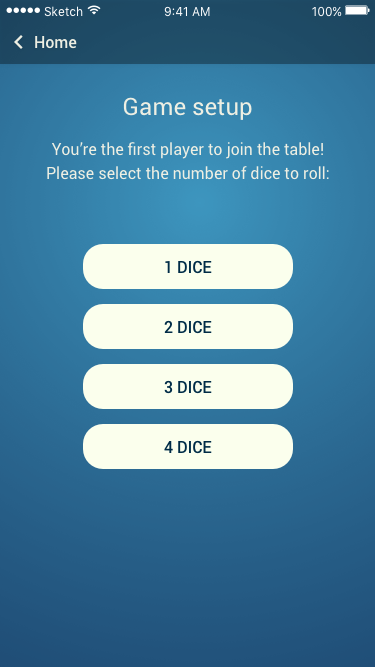 Sketch 9:41 AM 100%
Home
Game setup
You’re the first player to join the table!
Please select the number of dice to roll:
1 DICE
2 DICE
3 DICE
4 DICE